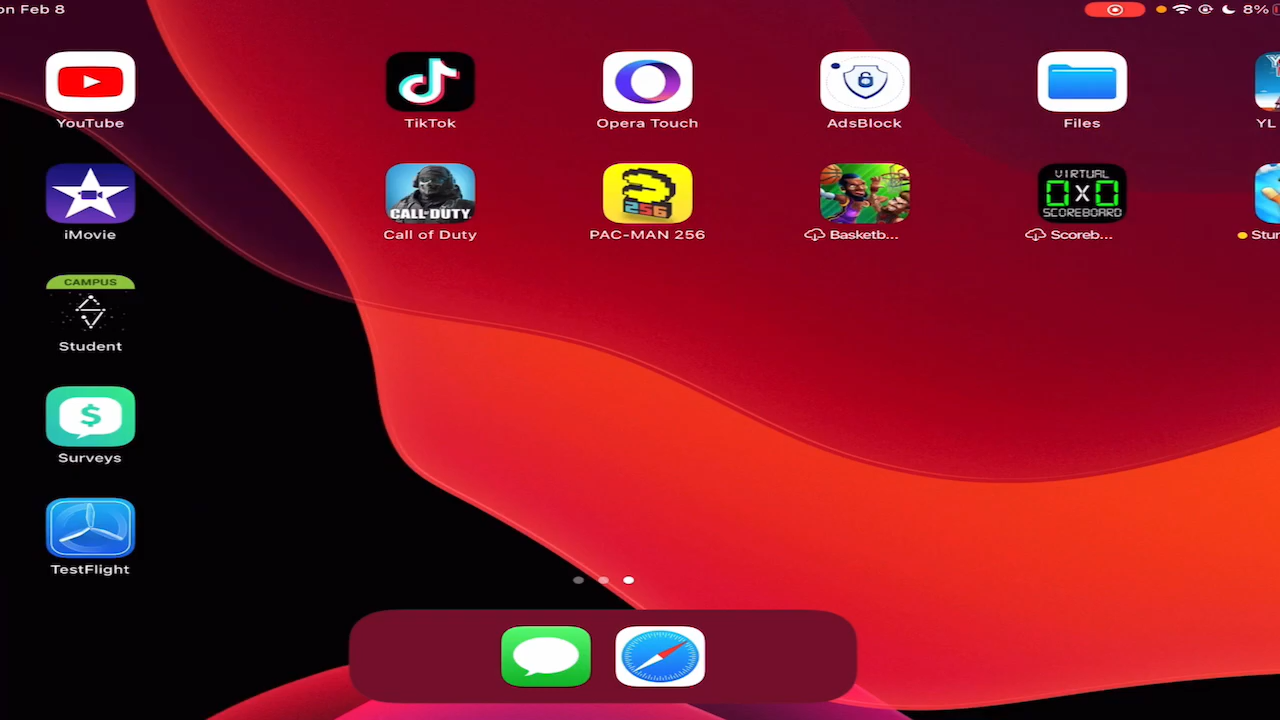 on Feb 8
8%
YouTube
TikTok
Opera Touch
AdsBlock
Files
YL
CALL OF DUTY
256
VIRTUAL
0X0
SCOREBOARD
iMovie
Call of Duty
PAC-MAN 256
Basketb...
Scoreb...
Stur
CAMPUS
Student
$
Surveys
TestFlight